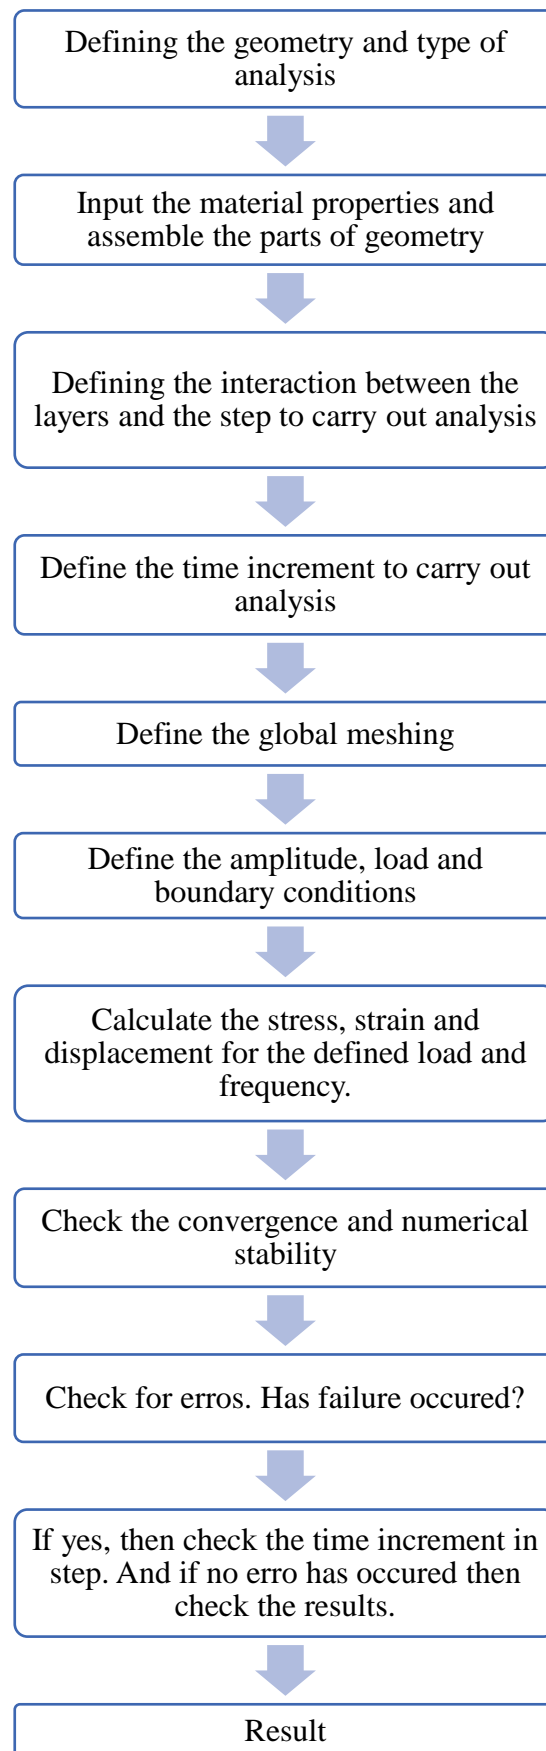 Defining the geometry and type of
analysis
Input the material properties and
assemble the parts of geometry
Defining the interaction between the
layers and the step to carry out analysis
Define the time increment to carry out
analysis
Define the global meshing
Define the amplitude, load and
boundary conditions
Calculate the stress, strain and
displacement for the defined load and
frequency.
Check the convergence and numerical
stability
Check for erros. Has failure occured?
If yes, then check the time increment in
step. And if no erro has occured then
check the results.
Result